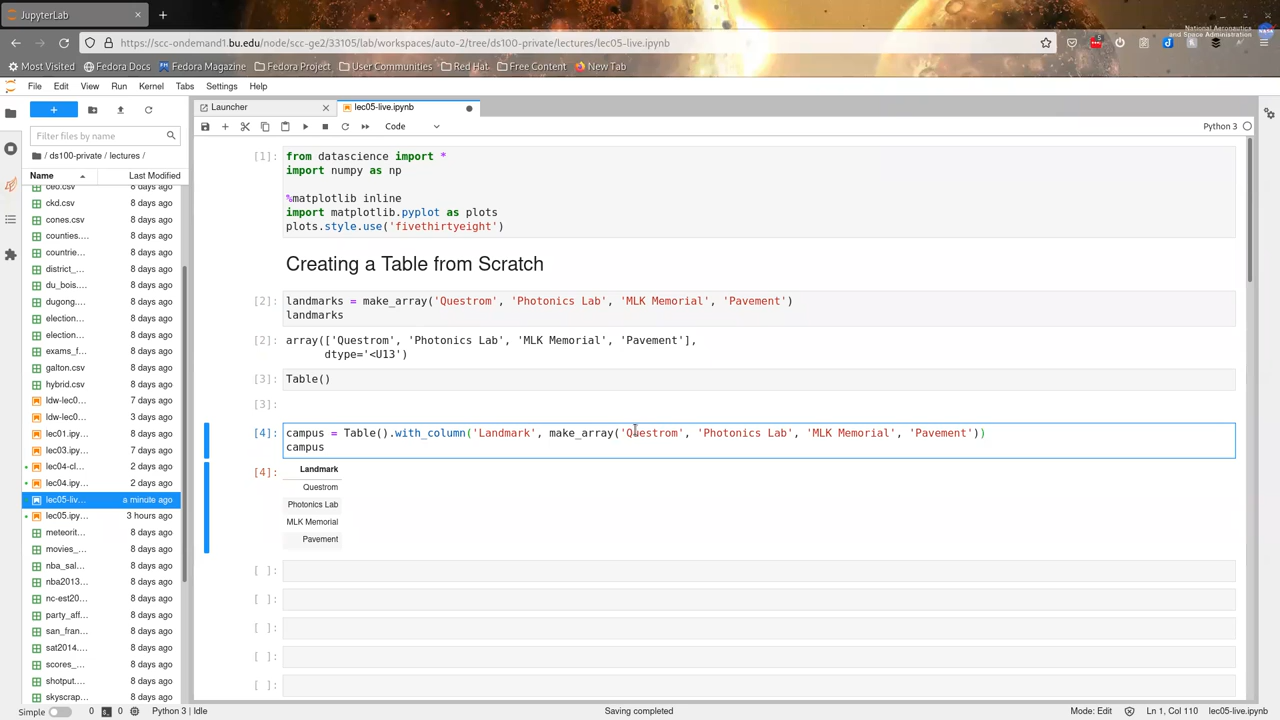 JupyterLab
National Aeronautics
and Space Administration
https://scc-ondemand1.bu.edu/node/scc-ge2/33105/lab/workspaces/auto-2/tree/ds100-private/lectures/lec05-live.ipynb
Most Visited
Fedora Docs
Fedora Magazine
Fedora Project
User Communities
Red Hat
Free Content
New Tab
File Edit View Run Kernel Tabs Settings Help
Launcher
lec05-live.ipynb
Filter files by name
Code
Python 3
/ ds100-private / lectures /
Name Last Modified
ceo.csv 8 days ago
ckd.csv 8 days ago
cones.csv 8 days ago
counties.... 8 days ago
countrie... 8 days ago
district_... 8 days ago
du_bois.... 8 days ago
dugong.... 8 days ago
election... 8 days ago
election... 8 days ago
exams_f... 8 days ago
galton.csv 8 days ago
hybrid.csv 8 days ago
ldw-lec0... 7 days ago
ldw-lec0... 3 days ago
lec01.ipy... 8 days ago
lec03.ipy... 7 days ago
lec04-cl... 2 days ago
lec04.ipy... 2 days ago
lec05-liv... a minute ago
lec05.ipy... 3 hours ago
meteorit... 8 days ago
movies_... 8 days ago
nba_sal... 8 days ago
nba2013... 8 days ago
nc-est20... 8 days ago
party_aff... 8 days ago
san_fran... 8 days ago
sat2014.... 8 days ago
scores_... 8 days ago
shotput.... 8 days ago
skyscrap... 8 days ago
[1]: from datascience import *
import numpy as np
%matplotlib inline
import matplotlib.pyplot as plots
plots.style.use('fivethirtyeight')
Creating a Table from Scratch
[2]: landmarks = make_array('Questrom', 'Photonics Lab', 'MLK Memorial', 'Pavement')
landmarks
[2]: array(['Questrom', 'Photonics Lab', 'MLK Memorial', 'Pavement'],
dtype='<U13')
[3]: Table()
[3]:
[4]: campus = Table().with_column('Landmark', make_array('Questrom', 'Photonics Lab', 'MLK Memorial', 'Pavement'))
campus
[4]: Landmark
Questrom
Photonics Lab
MLK Memorial
Pavement
[ ]:
[ ]:
[ ]:
[ ]:
[ ]:
Simple 0 0 Python 3 | Idle Saving completed Mode: Edit Ln 1, Col 110 lec05-live.ipynb